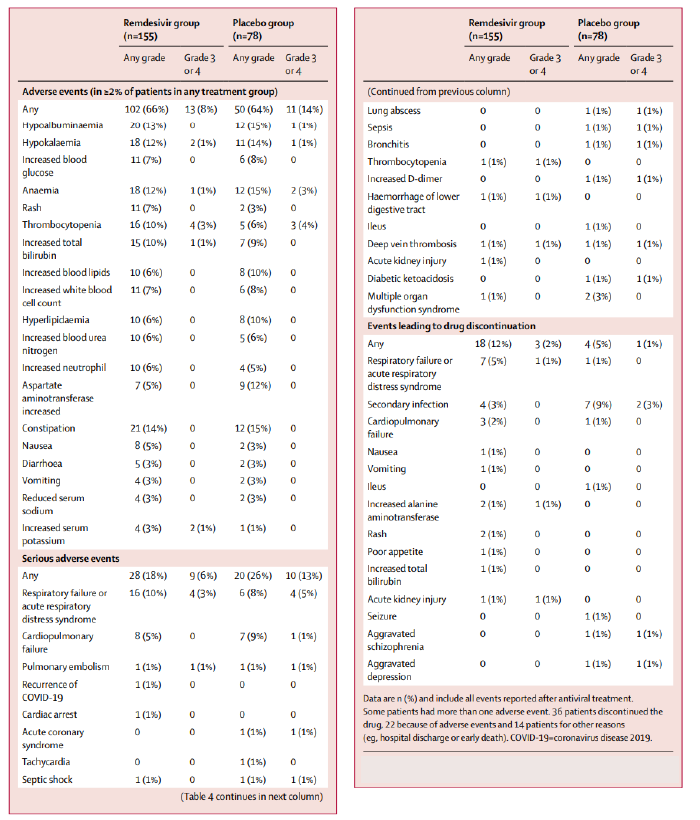 Remdesivir group Placebo group
(n=155) (n=78)
Any grade Grade 3 Any grade Grade 3
or 4 or 4
Adverse events (in ≥2% of patients in any treatment group)
Any 102 (66%) 13 (8%) 50 (64%) 11 (14%)
Hypoalbuminaemia 20 (13%) 0 12 (15%) 1 (1%)
Hypokalaemia 18 (12%) 2 (1%) 11 (14%) 1 (1%)
Increased blood 11 (7%) 0 6 (8%) 0
glucose
Anaemia 18 (12%) 1 (1%) 12 (15%) 2 (3%)
Rash 11 (7%) 0 2 (3%) 0
Thrombocytopenia 16 (10%) 4 (3%) 5 (6%) 3 (4%)
Increased total 15 (10%) 1 (1%) 7 (9%) 0
bilirubin
Increased blood lipids 10 (6%) 0 8 (10%) 0
Increased white blood 11 (7%) 0 6 (8%) 0
cell count
Hyperlipidaemia 10 (6%) 0 8 (10%) 0
Increased blood urea 10 (6%) 0 5 (6%) 0
nitrogen
Increased neutrophil 10 (6%) 0 4 (5%) 0
Aspartate 7 (5%) 0 9 (12%) 0
aminotransferase
increased
Constipation 21 (14%) 0 12 (15%) 0
Nausea 8 (5%) 0 2 (3%) 0
Diarrhoea 5 (3%) 0 2 (3%) 0
Vomiting 4 (3%) 0 2 (3%) 0
Reduced serum 4 (3%) 0 2 (3%) 0
sodium
Increased serum 4 (3%) 2 (1%) 1 (1%) 0
potassium
Serious adverse events
Any 28 (18%) 9 (6%) 20 (26%) 10 (13%)
Respiratory failure or 16 (10%) 4 (3%) 6 (8%) 4 (5%)
acute respiratory
distress syndrome
Cardiopulmonary 8 (5%) 0 7 (9%) 1 (1%)
failure
Pulmonary embolism 1 (1%) 1 (1%) 1 (1%) 1 (1%)
Recurrence of 1 (1%) 0 0 0
COVID-19
Cardiac arrest 1 (1%) 0 0 0
Acute coronary 0 0 1 (1%) 1 (1%)
syndrome
Tachycardia 0 0 1 (1%) 0
Septic shock 1 (1%) 0 1 (1%) 1 (1%)
(Table 4 continues in next column)
Remdesivir group Placebo group
(n=155) (n=78)
Any grade Grade 3 Any grade Grade 3
or 4 or 4
(Continued from previous column)
Lung abscess 0 0 1 (1%) 1 (1%)
Sepsis 0 0 1 (1%) 1 (1%)
Bronchitis 0 0 1 (1%) 1 (1%)
Thrombocytopenia 1 (1%) 1 (1%) 0 0
Increased D-dimer 0 0 1 (1%) 1 (1%)
Haemorrhage of lower 1 (1%) 1 (1%) 0 0
digestive tract
Ileus 0 0 1 (1%) 0
Deep vein thrombosis 1 (1%) 1 (1%) 1 (1%) 1 (1%)
Acute kidney injury 1 (1%) 0 0 0
Diabetic ketoacidosis 0 0 1 (1%) 1 (1%)
Multiple organ 1 (1%) 0 2 (3%) 0
dysfunction syndrome
Events leading to drug discontinuation
Any 18 (12%) 3 (2%) 4 (5%) 1 (1%)
Respiratory failure or 7 (5%) 1 (1%) 1 (1%) 0
acute respiratory
distress syndrome
Secondary infection 4 (3%) 0 7 (9%) 2 (3%)
Cardiopulmonary 3 (2%) 0 1 (1%) 0
failure
Nausea 1 (1%) 0 0 0
Vomiting 1 (1%) 0 0 0
Ileus 0 0 1 (1%) 0
Increased alanine 2 (1%) 1 (1%) 0 0
aminotransferase
Rash 2 (1%) 0 0 0
Poor appetite 1 (1%) 0 0 0
Increased total 1 (1%) 0 0 0
bilirubin
Acute kidney injury 1 (1%) 1 (1%) 0 0
Seizure 0 0 1 (1%) 0
Aggravated 0 0 1 (1%) 1 (1%)
schizophrenia
Aggravated 0 0 1 (1%) 1 (1%)
depression
Data are n (%) and include all events reported after antiviral treatment.
Some patients had more than one adverse event. 36 patients discontinued the
drug, 22 because of adverse events and 14 patients for other reasons
(eg, hospital discharge or early death). COVID-19=coronavirus disease 2019.